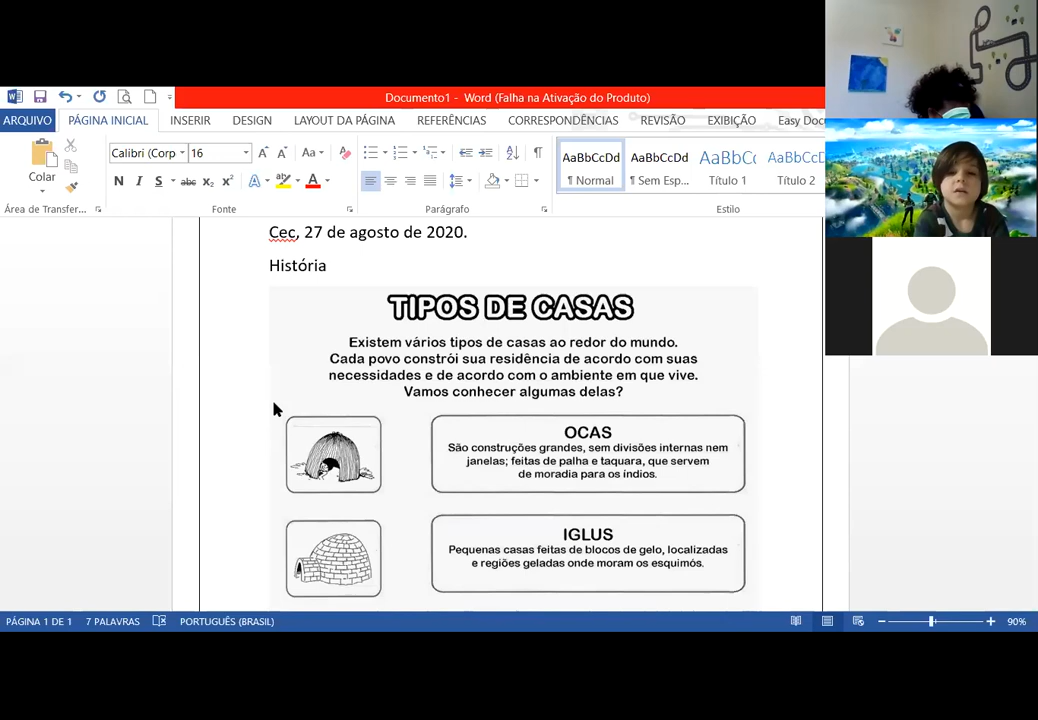 Documento1 - Word (Falha na Ativação do Produto)
ARQUIVO PÁGINA INICIAL INSERIR DESIGN LAYOUT DA PÁGINA REFERÊNCIAS CORRESPONDÊNCIAS REVISÃO EXIBIÇÃO Easy Doc
Calibri (Corp 16 Aa
Colar
N I S abc x₂ x² A A
AaBbCcDd AaBbCcDd AaBbC AaBbCcD
¶ Normal ¶ Sem Esp... Título 1 Título 2
Área de Transfer... Fonte Parágrafo Estilo
Cec, 27 de agosto de 2020.
História
TIPOS DE CASAS
Existem vários tipos de casas ao redor do mundo.
Cada povo constrói sua residência de acordo com suas
necessidades e de acordo com o ambiente em que vive.
Vamos conhecer algumas delas?
OCAS
São construções grandes, sem divisões internas nem
janelas; feitas de palha e taquara, que servem
de moradia para os índios.
IGLUS
Pequenas casas feitas de blocos de gelo, localizadas
e regiões geladas onde moram os esquimós.
PÁGINA 1 DE 1 7 PALAVRAS PORTUGUÊS (BRASIL) 90%